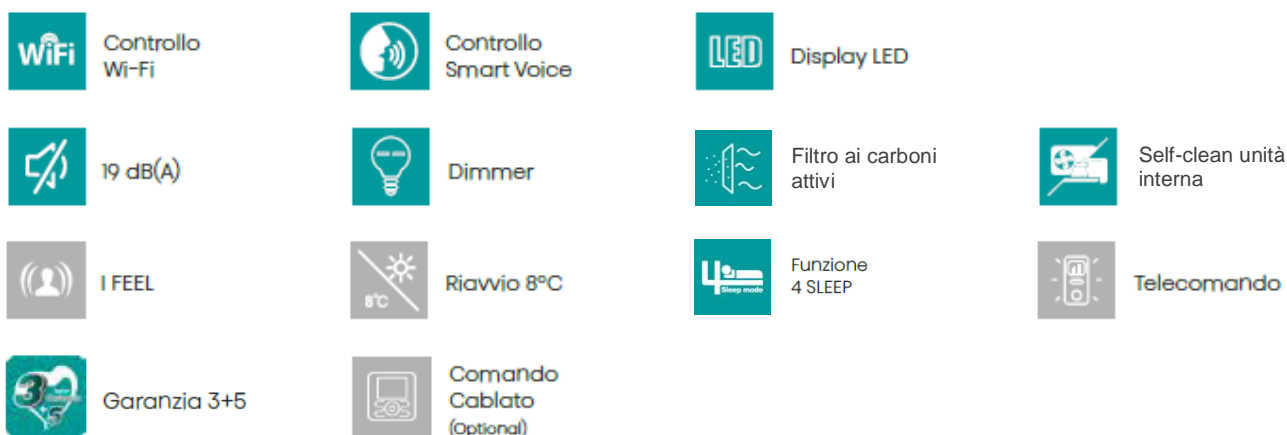 WiFi
Controllo
Wi-Fi
Controllo
Smart Voice
LED
Display LED
19 dB(A)
Dimmer
Filtro ai carboni
attivi
Self-clean unità
interna
I FEEL
8°C
Riavvio 8°C
4
Sleep mode
Funzione
4 SLEEP
Telecomando
3
+5
Garanzia 3+5
Comando
Cablato
(Optional)